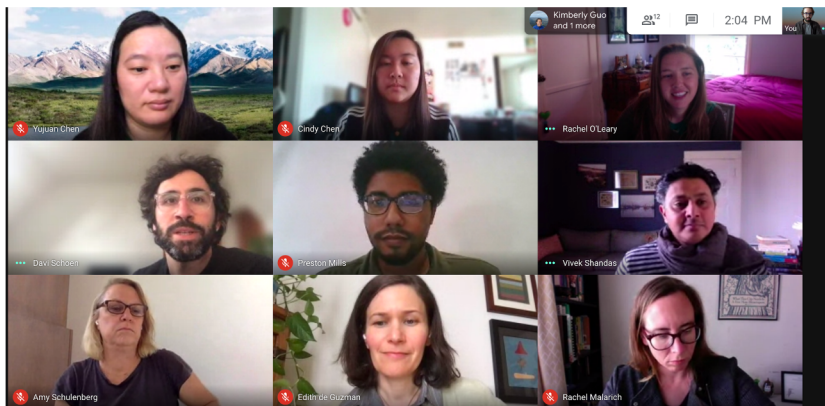 Kimberly Guo
and 1 more
12
2:04 PM
You
Yujuan Chen
Cindy Chen
Rachel O'Leary
Davi Schoen
Preston Mills
Vivek Shandas
Amy Schulenberg
Edith de Guzman
Rachel Malarich